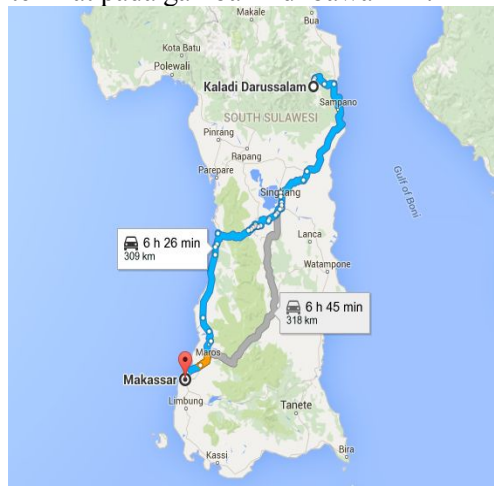 Makale
Bua
Kota Batu
Polewali
Kaladi Darussalam
Sampano
SOUTH SULAWESI
Pinrang
Rapang
Parepare
Singkang
Gulf of Boni
6 h 26 min
309 km
Lanca
Watampone
6 h 45 min
318 km
Maros
Makassar
Limbung
Tanete
Kassi
Bira